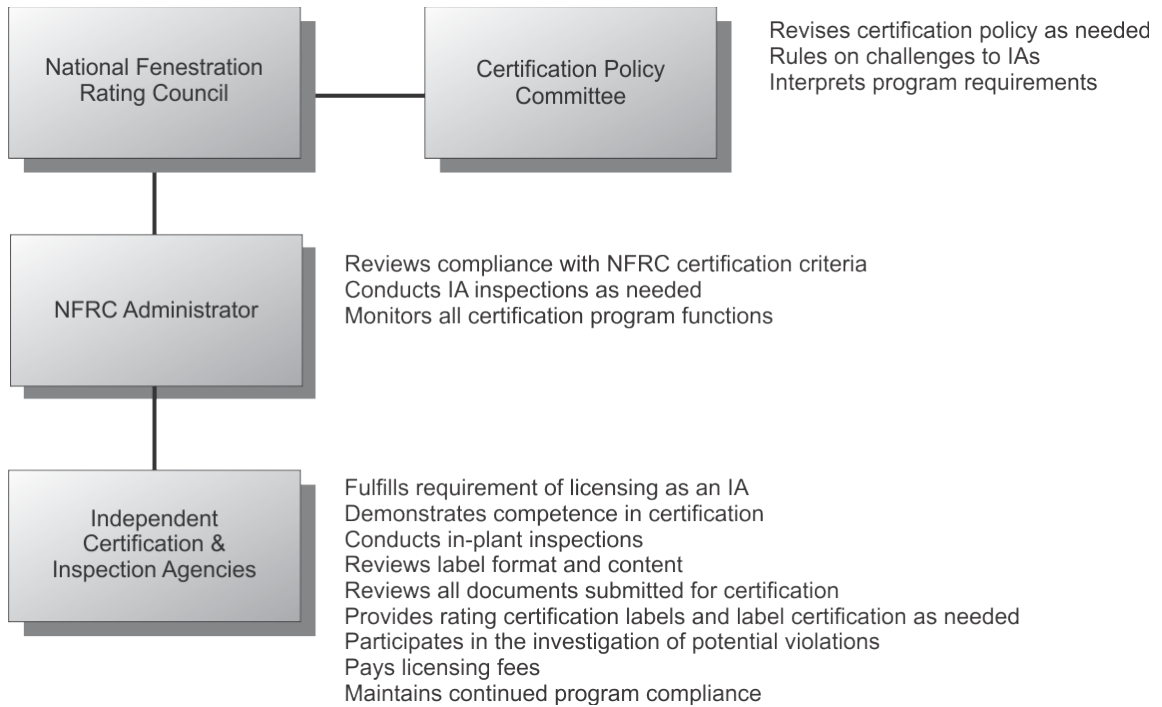 National Fenestration
Rating Council
Certification Policy
Committee
Revises certification policy as needed
Rules on challenges to IAs
Interprets program requirements
NFRC Administrator
Reviews compliance with NFRC certification criteria
Conducts IA inspections as needed
Monitors all certification program functions
Independent
Certification &
Inspection Agencies
Fulfills requirement of licensing as an IA
Demonstrates competence in certification
Conducts in-plant inspections
Reviews label format and content
Reviews all documents submitted for certification
Provides rating certification labels and label certification as needed
Participates in the investigation of potential violations
Pays licensing fees
Maintains continued program compliance